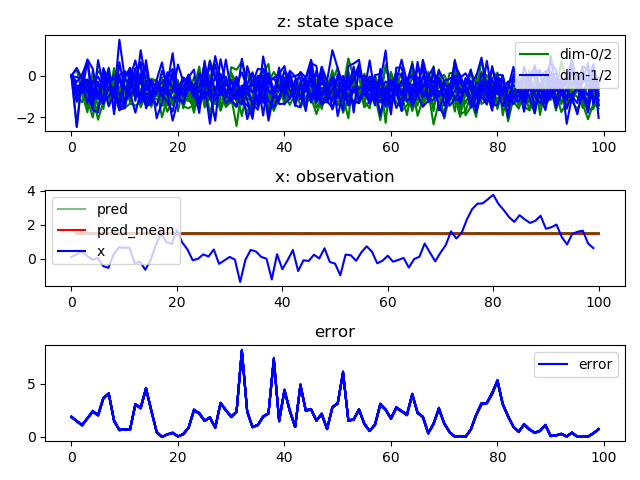 z: state space
dim-0/2
dim-1/2
0
−2
0
20
40
60
80
100
x: observation
pred
pred_mean
x
4
2
0
0
20
40
60
80
100
error
error
5
0
0
20
40
60
80
100